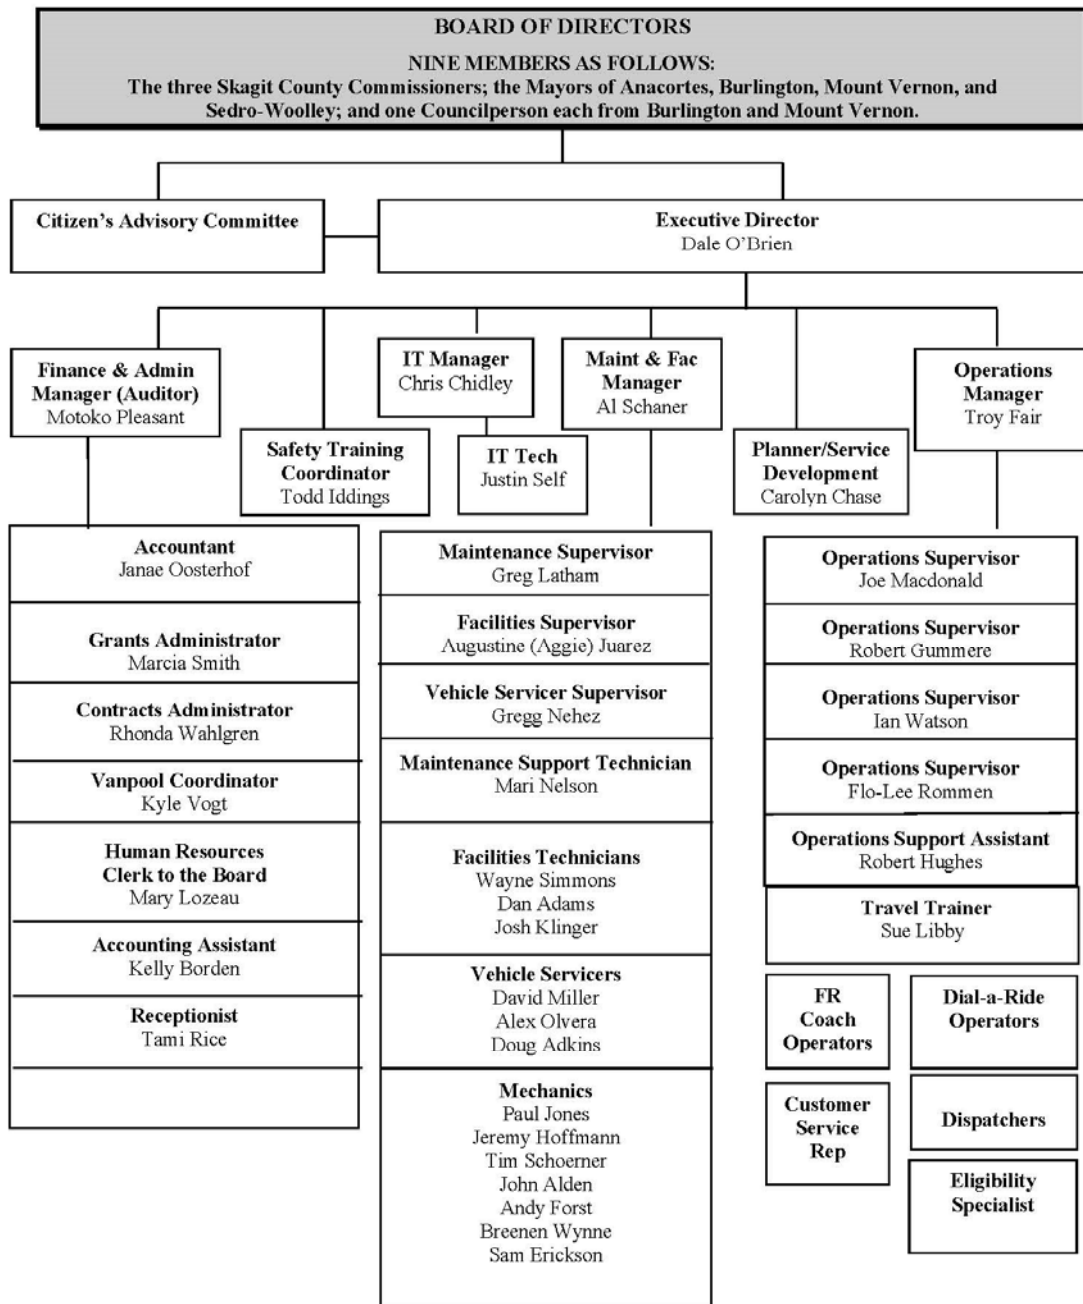 BOARD OF DIRECTORS
NINE MEMBERS AS FOLLOWS:
The three Skagit County Commissioners; the Mayors of Anacortes, Burlington, Mount Vernon, and
Sedro-Woolley; and one Councilperson each from Burlington and Mount Vernon.
Citizen's Advisory Committee
Executive Director
Dale O'Brien
Finance & Admin
Manager (Auditor)
Motoko Pleasant
Safety Training
Coordinator
Todd Iddings
IT Manager
Chris Chidley
IT Tech
Justin Self
Maint & Fac
Manager
Al Schaner
Planner/Service
Development
Carolyn Chase
Operations
Manager
Troy Fair
Accountant
Janae Oosterhof
Grants Administrator
Marcia Smith
Contracts Administrator
Rhonda Wahlgren
Vanpool Coordinator
Kyle Vogt
Human Resources
Clerk to the Board
Mary Lozeau
Accounting Assistant
Kelly Borden
Receptionist
Tami Rice
Maintenance Supervisor
Greg Latham
Facilities Supervisor
Augustine (Aggie) Juarez
Vehicle Servicer Supervisor
Gregg Nehez
Maintenance Support Technician
Mari Nelson
Facilities Technicians
Wayne Simmons
Dan Adams
Josh Klinger
Vehicle Servicers
David Miller
Alex Olvera
Doug Adkins
Mechanics
Paul Jones
Jeremy Hoffmann
Tim Schoerner
John Alden
Andy Forst
Breenen Wynne
Sam Erickson
Operations Supervisor
Joe Macdonald
Operations Supervisor
Robert Gummere
Operations Supervisor
Ian Watson
Operations Supervisor
Flo-Lee Rommen
Operations Support Assistant
Robert Hughes
Travel Trainer
Sue Libby
FR
Coach
Operators
Dial-a-Ride
Operators
Customer
Service
Rep
Dispatchers
Eligibility
Specialist